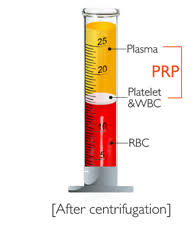 25
Plasma
20
PRP
Platelet
&WBC
10
RBC
5
[After centrifugation]